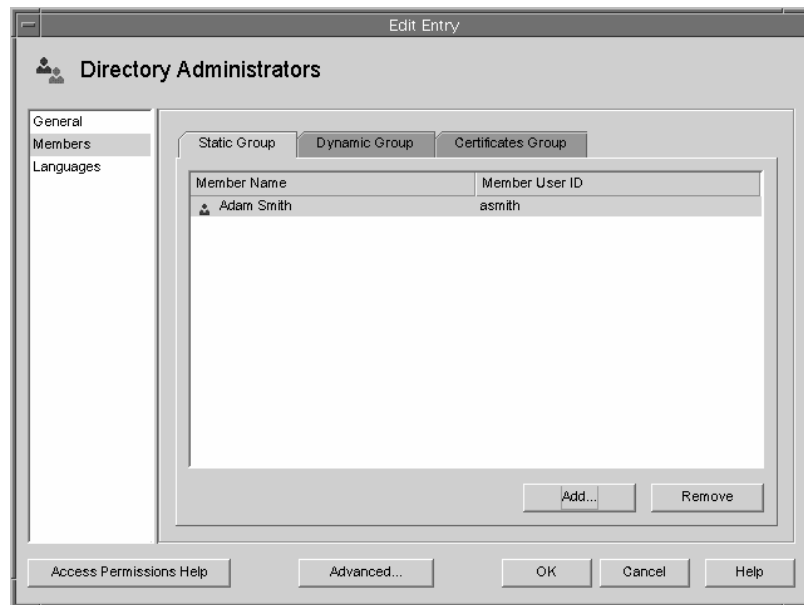 Edit Entry
Directory Administrators
General
Members
Languages
Static Group
Dynamic Group
Certificates Group
Member Name
Member User ID
Adam Smith
asmith
Add...
Remove
Access Permissions Help
Advanced...
OK
Cancel
Help